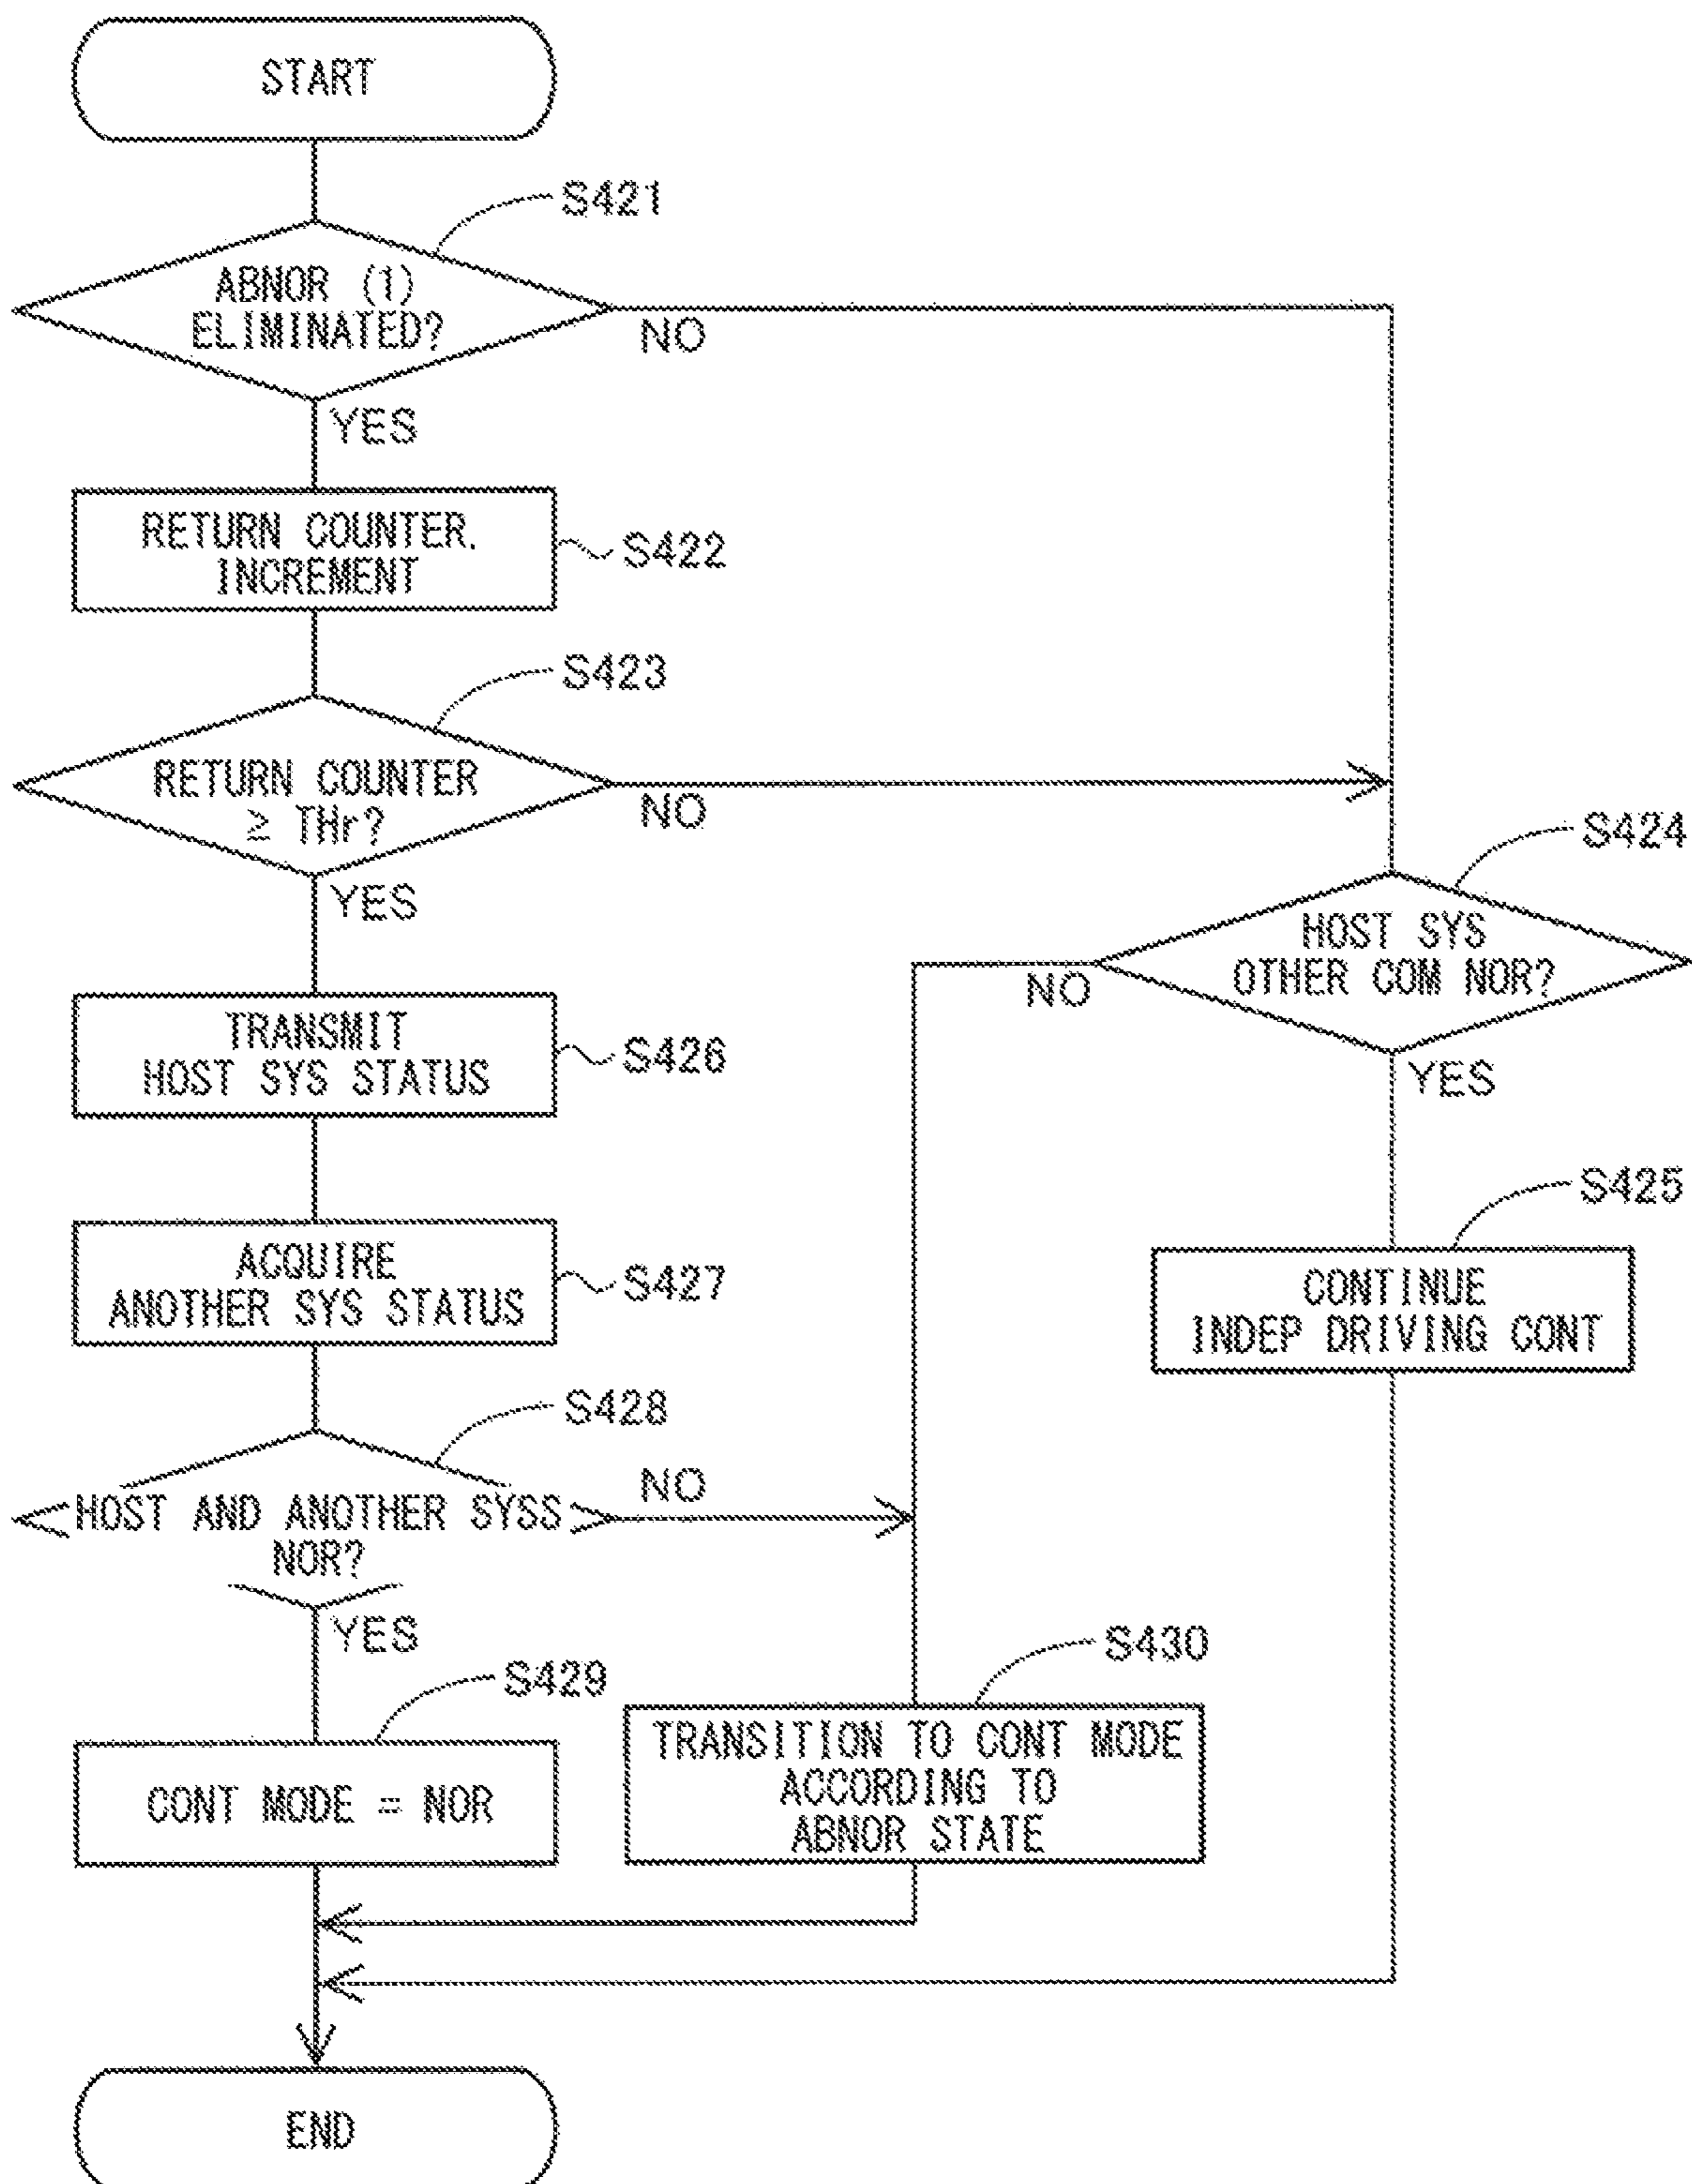 START
S421
ABNOR (1)
ELIMINATED?
NO
YES
RETURN COUNTER.
INCREMENT
S422
S423
RETURN COUNTER
≥ THr?
NO
YES
S424
HOST SYS
OTHER COM NOR?
NO
YES
TRANSMIT
HOST SYS STATUS
S426
S425
CONTINUE
INDEP DRIVING CONT
ACQUIRE
ANOTHER SYS STATUS
S427
S428
HOST AND ANOTHER SYSS
NOR?
NO
YES
S429
CONT MODE = NOR
S430
TRANSITION TO CONT MODE
ACCORDING TO
ABNOR STATE
END